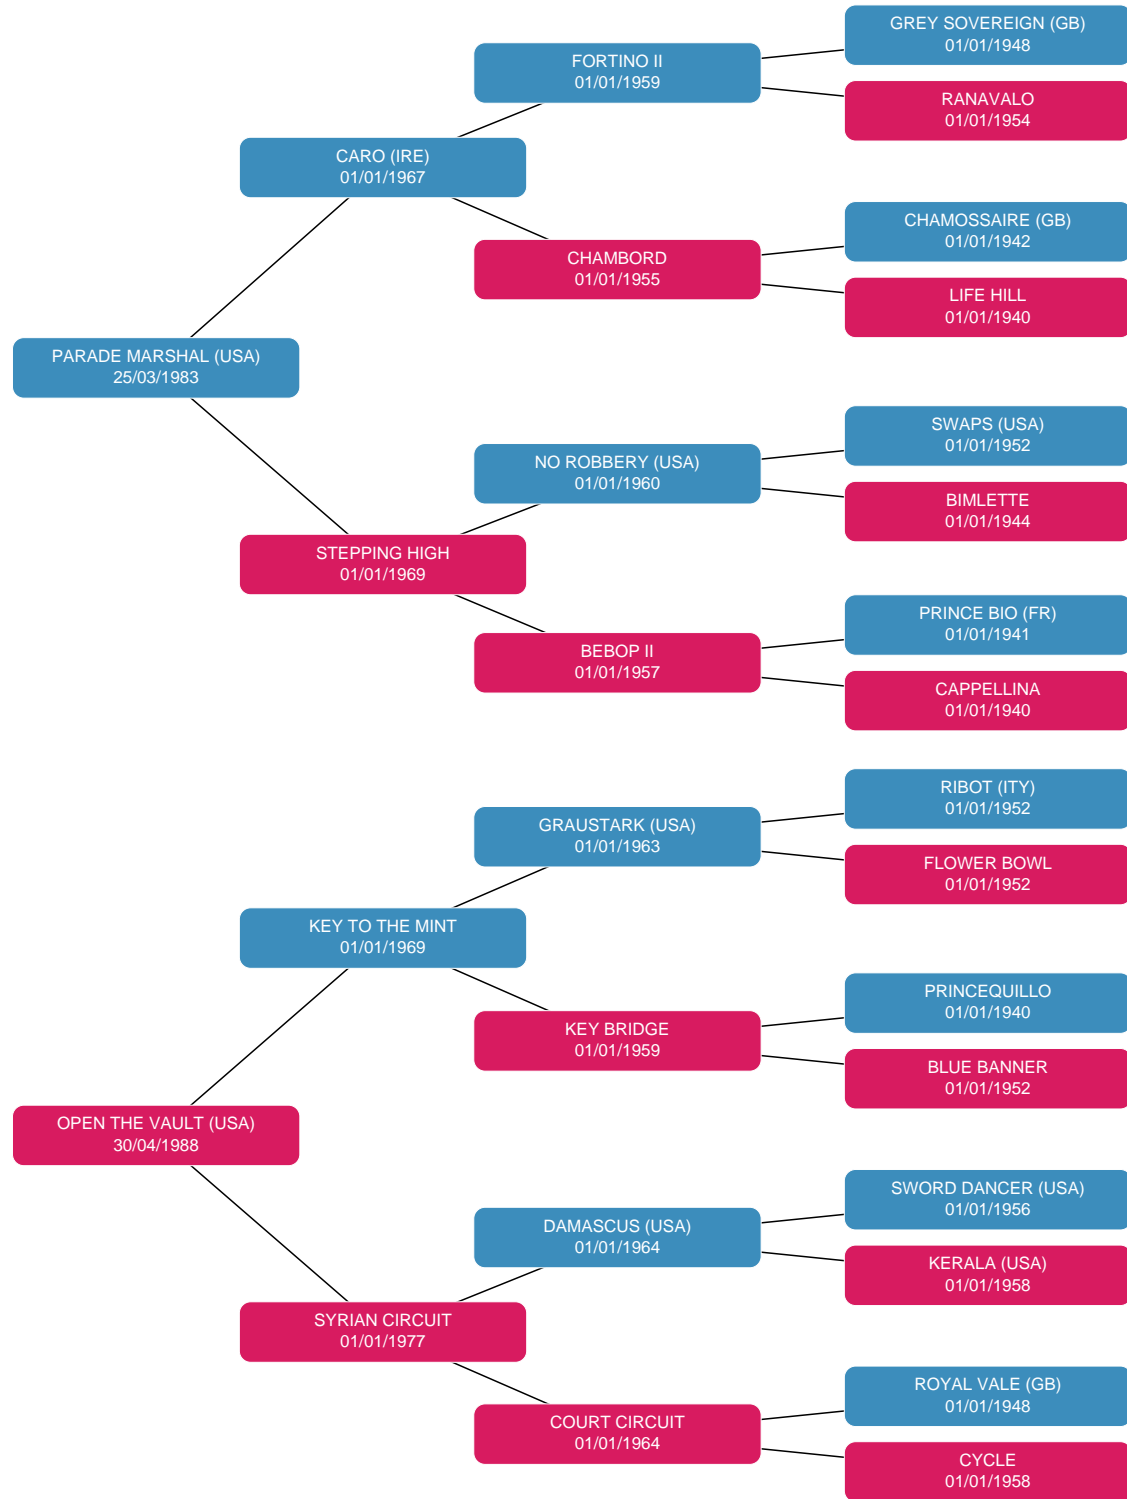 GREY SOVEREIGN (GB)
01/01/1948
FORTINO II
01/01/1959
RANAVALO
01/01/1954
CARO (IRE)
01/01/1967
CHAMOSSAIRE (GB)
01/01/1942
CHAMBORD
01/01/1955
LIFE HILL
01/01/1940
PARADE MARSHAL (USA)
25/03/1983
SWAPS (USA)
01/01/1952
NO ROBBERY (USA)
01/01/1960
BIMLETTE
01/01/1944
STEPPING HIGH
01/01/1969
PRINCE BIO (FR)
01/01/1941
BEBOP II
01/01/1957
CAPPELLINA
01/01/1940
RIBOT (ITY)
01/01/1952
GRAUSTARK (USA)
01/01/1963
FLOWER BOWL
01/01/1952
KEY TO THE MINT
01/01/1969
PRINCEQUILLO
01/01/1940
KEY BRIDGE
01/01/1959
BLUE BANNER
01/01/1952
OPEN THE VAULT (USA)
30/04/1988
SWORD DANCER (USA)
01/01/1956
DAMASCUS (USA)
01/01/1964
KERALA (USA)
01/01/1958
SYRIAN CIRCUIT
01/01/1977
ROYAL VALE (GB)
01/01/1948
COURT CIRCUIT
01/01/1964
CYCLE
01/01/1958